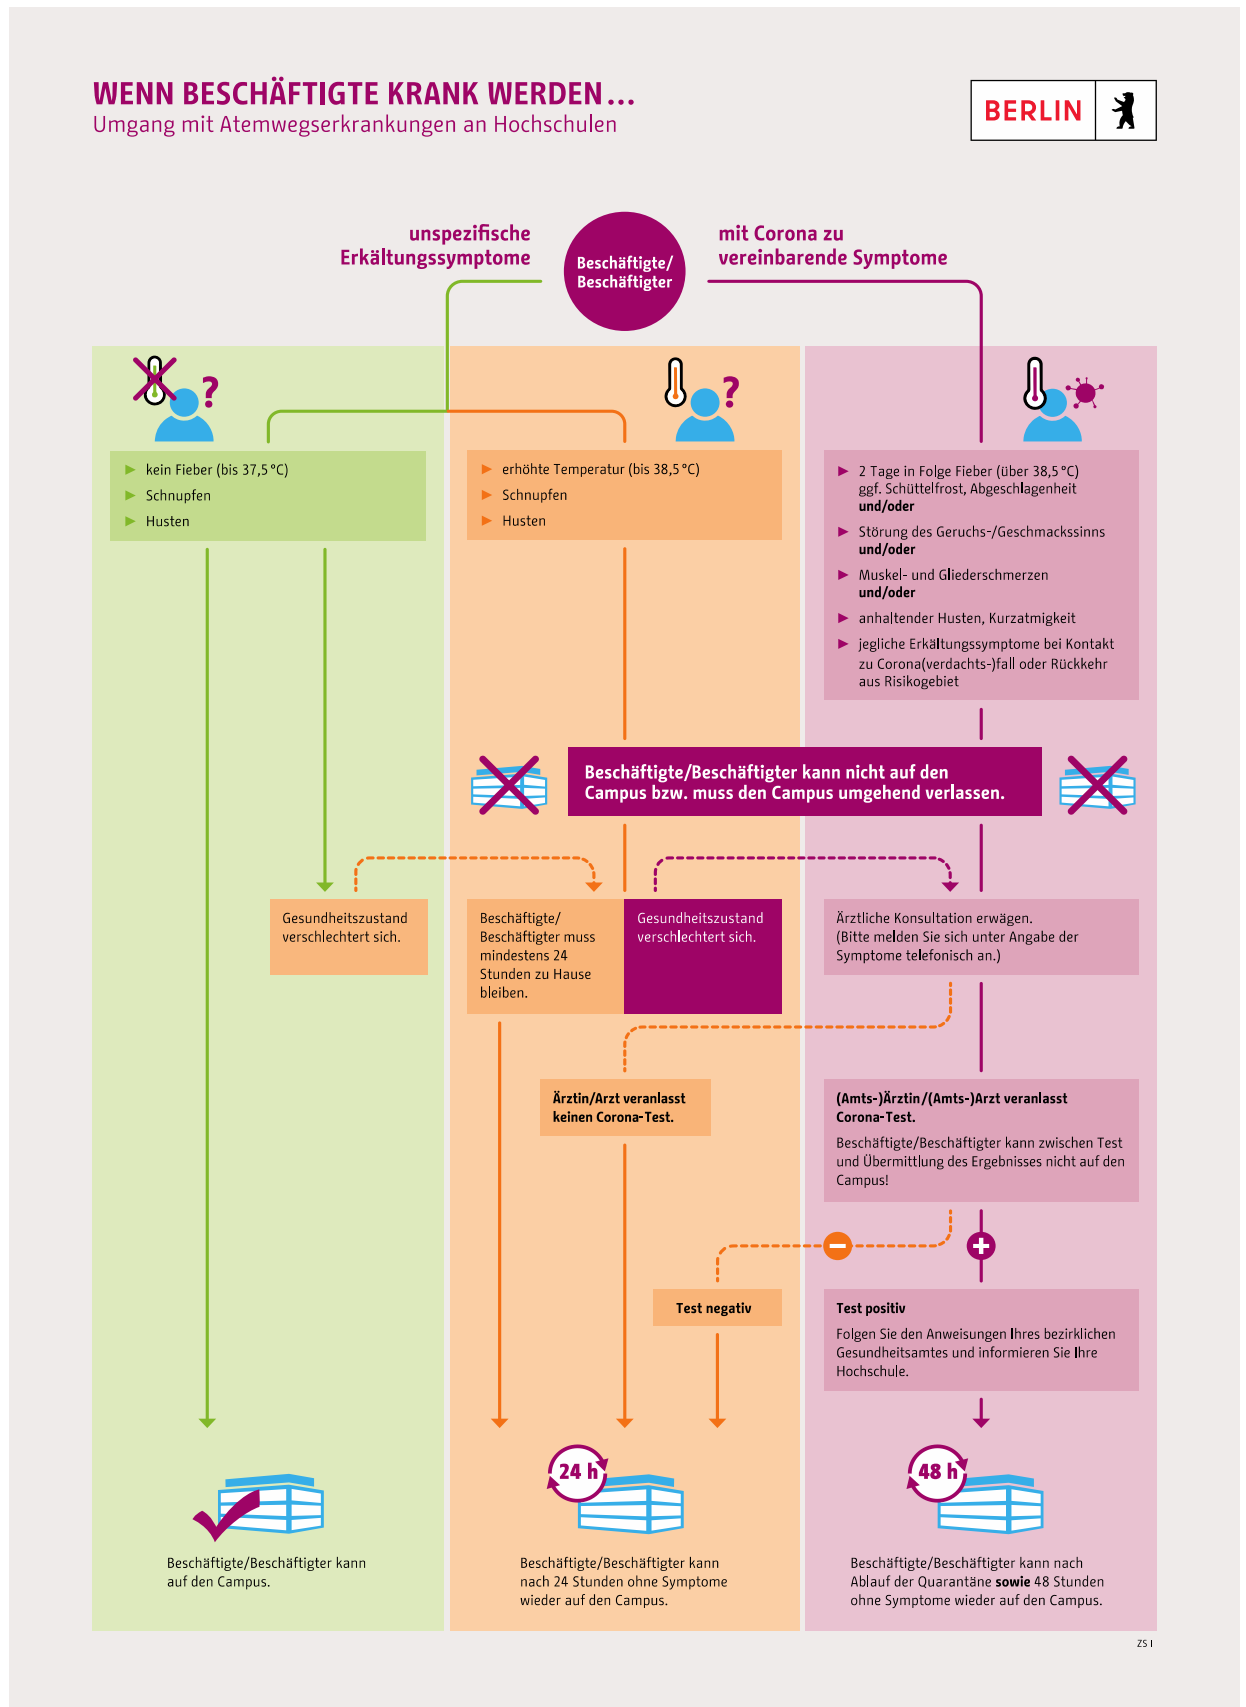 WENN BESCHÄFTIGTE KRANK WERDEN...
Umgang mit Atemwegserkrankungen an Hochschulen
BERLIN
unspezifische
Erkältungssymptome
Beschäftigte/
Beschäftigter
mit Corona zu
vereinbarende Symptome
?
kein Fieber (bis 37,5 °C)
Schnupfen
Husten
?
erhöhte Temperatur (bis 38,5 °C)
Schnupfen
Husten
2 Tage in Folge Fieber (über 38,5 °C)
ggf. Schüttelfrost, Abgeschlagenheit
und/oder
Störung des Geruchs-/Geschmackssinns
und/oder
Muskel- und Gliederschmerzen
und/oder
anhaltender Husten, Kurzatmigkeit
jegliche Erkältungssymptome bei Kontakt
zu Corona(verdachts-)fall oder Rückkehr
aus Risikogebiet
Beschäftigte/Beschäftigter kann nicht auf den
Campus bzw. muss den Campus umgehend verlassen.
Gesundheitszustand
verschlechtert sich.
Beschäftigte/
Beschäftigter muss
mindestens 24
Stunden zu Hause
bleiben.
Gesundheitszustand
verschlechtert sich.
Ärztliche Konsultation erwägen.
(Bitte melden Sie sich unter Angabe der
Symptome telefonisch an.)
Ärztin/Arzt veranlasst
keinen Corona-Test.
(Amts-)Ärztin/(Amts-)Arzt veranlasst
Corona-Test.
Beschäftigte/Beschäftigter kann zwischen Test
und Übermittlung des Ergebnisses nicht auf den
Campus!
Test negativ
Test positiv
Folgen Sie den Anweisungen Ihres bezirklichen
Gesundheitsamtes und informieren Sie Ihre
Hochschule.
Beschäftigte/Beschäftigter kann
auf den Campus.
24 h
Beschäftigte/Beschäftigter kann
nach 24 Stunden ohne Symptome
wieder auf den Campus.
48 h
Beschäftigte/Beschäftigter kann nach
Ablauf der Quarantäne sowie 48 Stunden
ohne Symptome wieder auf den Campus.
ZS I